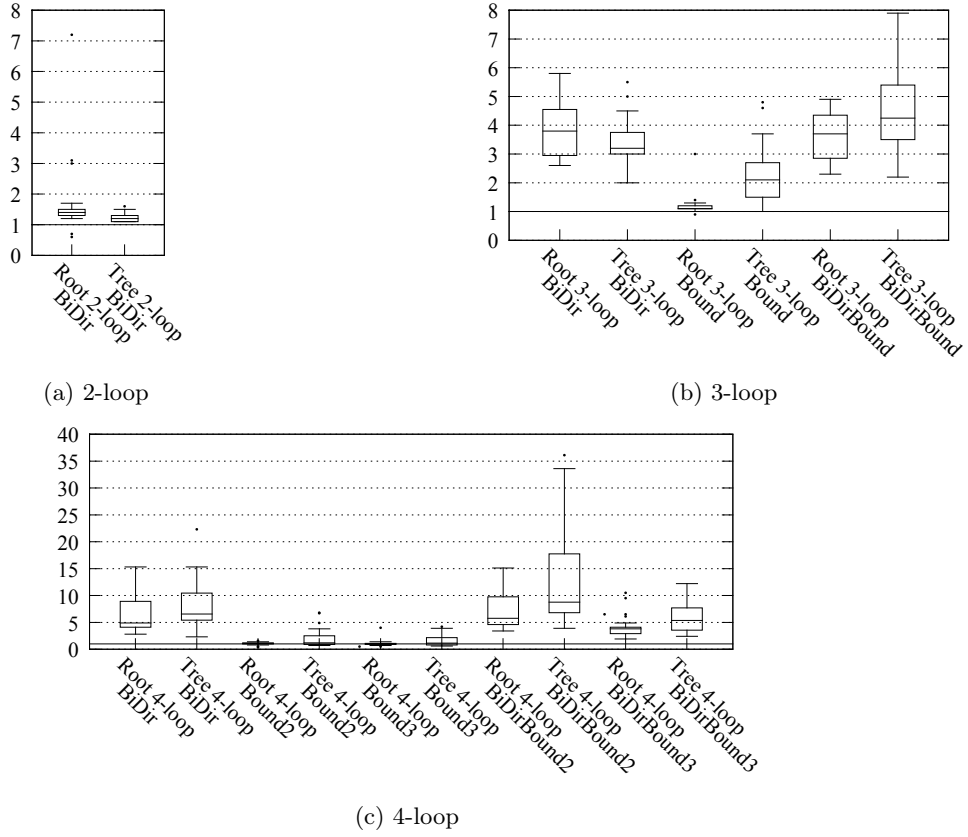 8
7
6
5
4
3
2
1
0
Root 2-loop
BiDir
Tree 2-loop
BiDir
(a) 2-loop
8
7
6
5
4
3
2
1
0
Root 3-loop
BiDir
Tree 3-loop
BiDir
Root 3-loop
Bound
Tree 3-loop
Bound
Root 3-loop
BiDirBound
Tree 3-loop
BiDirBound
(b) 3-loop
40
35
30
25
20
15
10
5
0
Root 4-loop
BiDir
Tree 4-loop
BiDir
Root 4-loop
Bound2
Tree 4-loop
Bound2
Root 4-loop
Bound3
Tree 4-loop
Bound3
Root 4-loop
BiDirBound2
Tree 4-loop
BiDirBound2
Root 4-loop
BiDirBound3
Tree 4-loop
BiDirBound3
(c) 4-loop